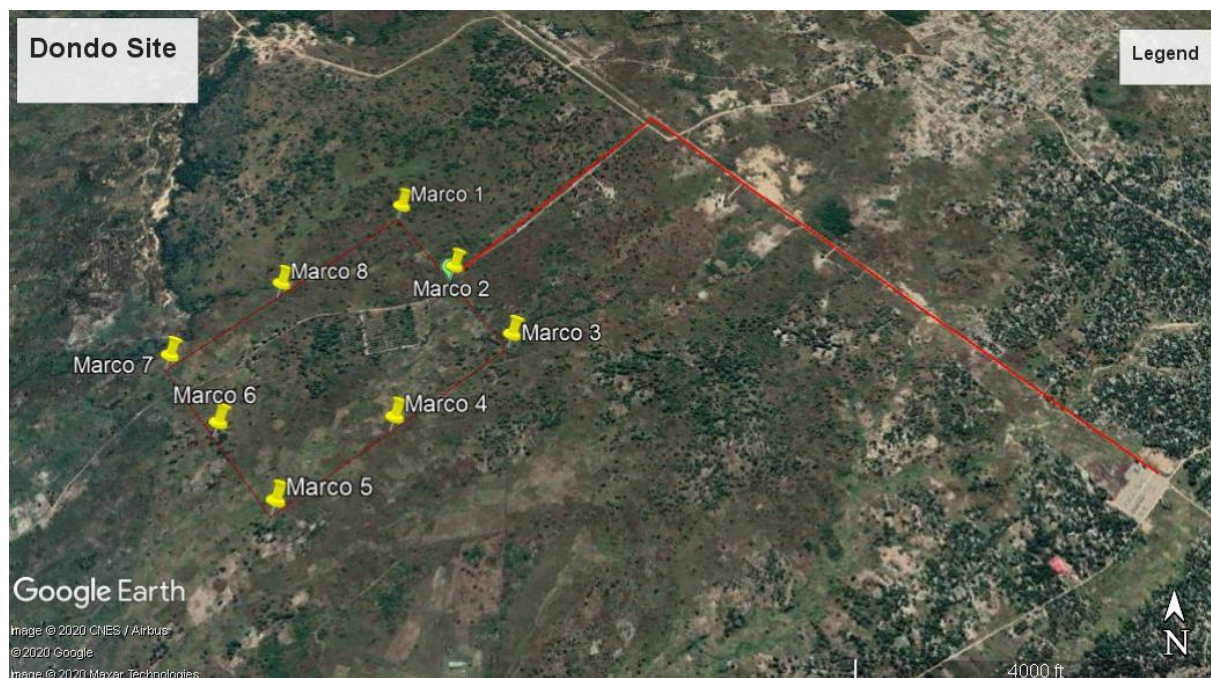 Dondo Site
Legend
Marco 1
Marco 8
Marco 2
Marco 3
Marco 7
Marco 6
Marco 4
Marco 5
Google Earth
Image © 2020 CNES / Airbus
© 2020 Google
Image © 2020 Maxar Technologies
4000 ft
N